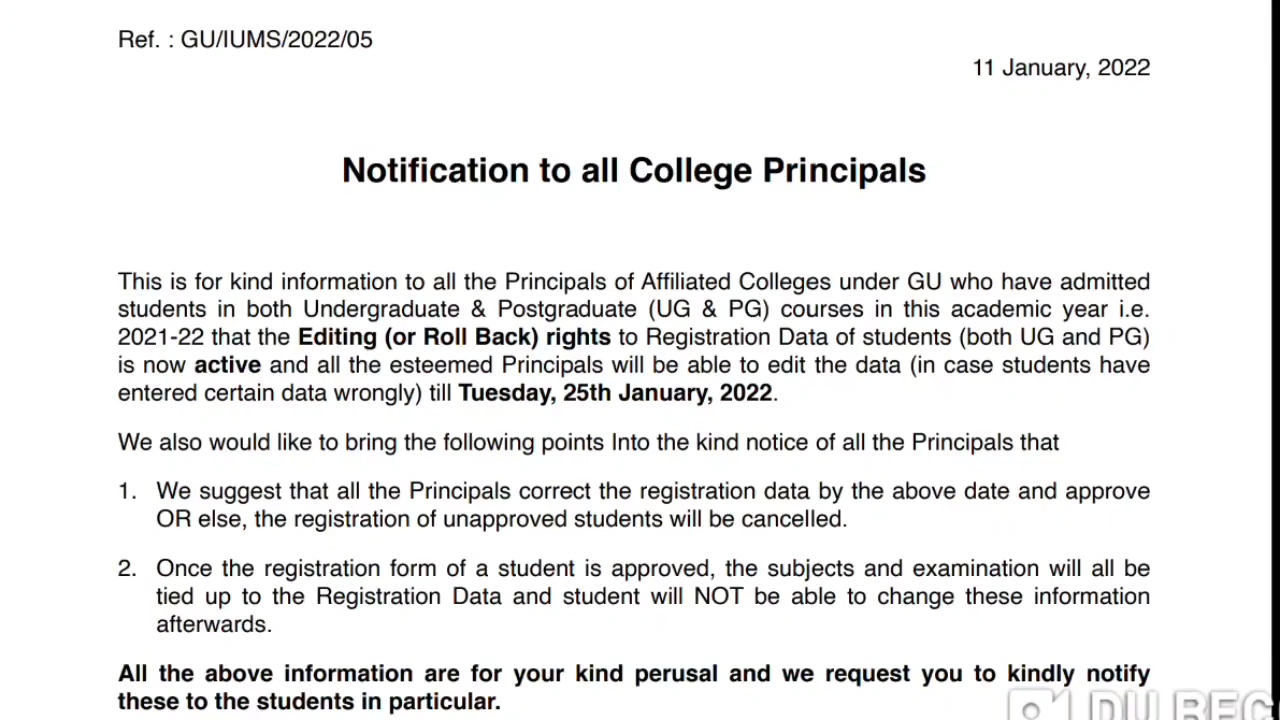 Ref. : GU/IUMS/2022/05
11 January, 2022
Notification to all College Principals
This is for kind information to all the Principals of Affiliated Colleges under GU who have admitted
students in both Undergraduate & Postgraduate (UG & PG) courses in this academic year i.e.
2021-22 that the Editing (or Roll Back) rights to Registration Data of students (both UG and PG)
is now active and all the esteemed Principals will be able to edit the data (in case students have
entered certain data wrongly) till Tuesday, 25th January, 2022.
We also would like to bring the following points Into the kind notice of all the Principals that
1. We suggest that all the Principals correct the registration data by the above date and approve
OR else, the registration of unapproved students will be cancelled.
2. Once the registration form of a student is approved, the subjects and examination will all be
tied up to the Registration Data and student will NOT be able to change these information
afterwards.
All the above information are for your kind perusal and we request you to kindly notify
these to the students in particular.
DU REC